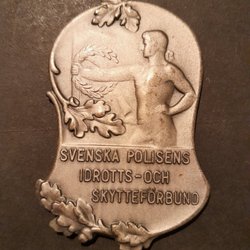 SVENSKA POLISENS
IDROTTS-OCH
SKYTTEFÖRBUND